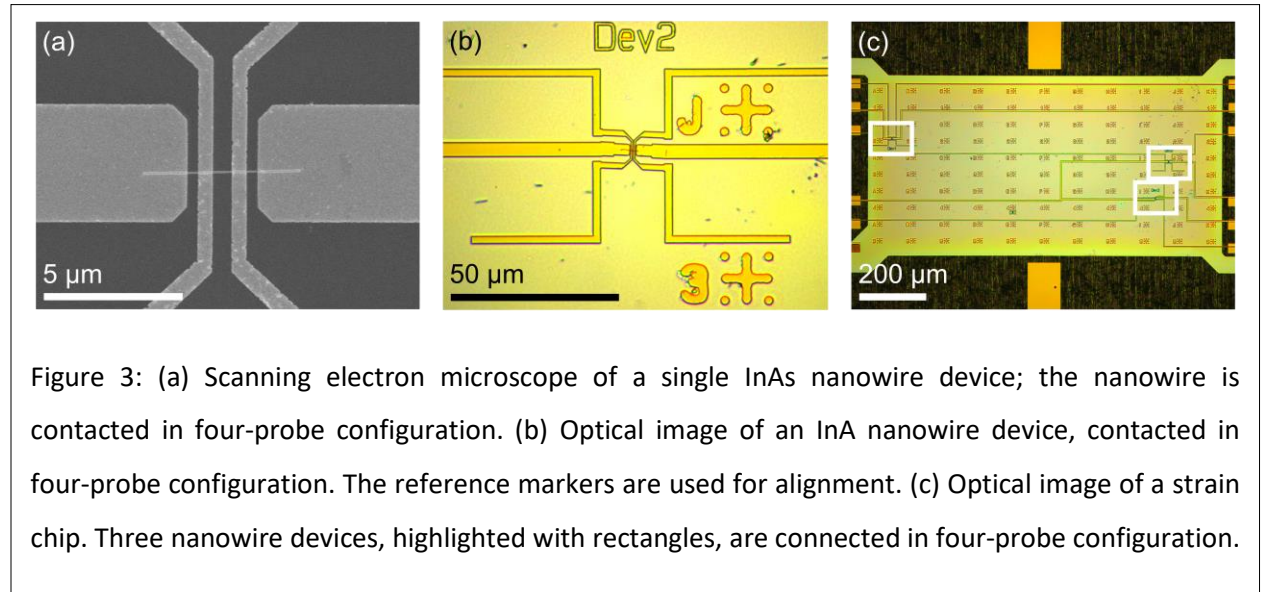 (a)
5 µm
(b)
Dev2
J
3
50 µm
(c)
200 µm
Figure 3: (a) Scanning electron microscope of a single InAs nanowire device; the nanowire is
contacted in four-probe configuration. (b) Optical image of an InA nanowire device, contacted in
four-probe configuration. The reference markers are used for alignment. (c) Optical image of a strain
chip. Three nanowire devices, highlighted with rectangles, are connected in four-probe configuration.